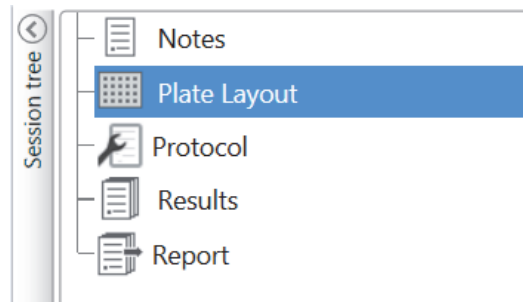 Session tree
Notes
Plate Layout
Protocol
Results
Report